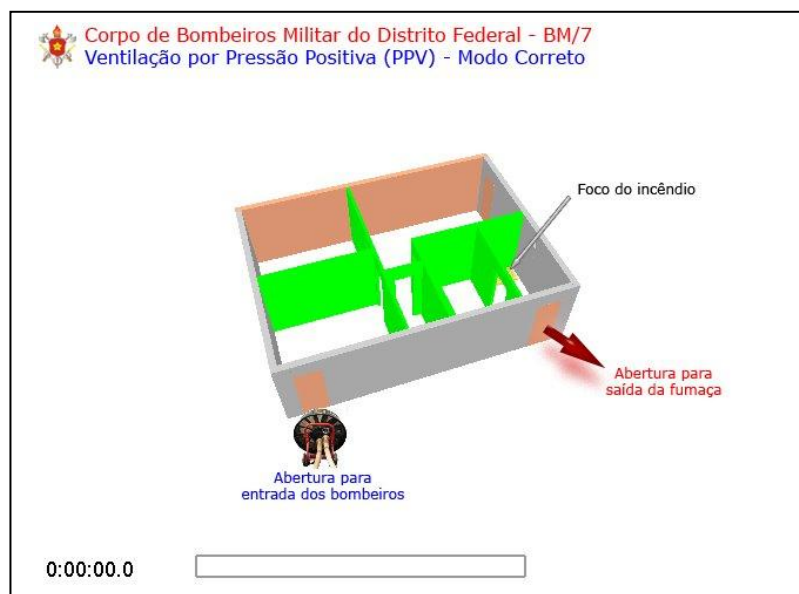 Corpo de Bombeiros Militar do Distrito Federal - BM/7
Ventilação por Pressão Positiva (PPV) - Modo Correto
Foco do incêndio
Abertura para
saída da fumaça
Abertura para
entrada dos bombeiros
0:00:00.0